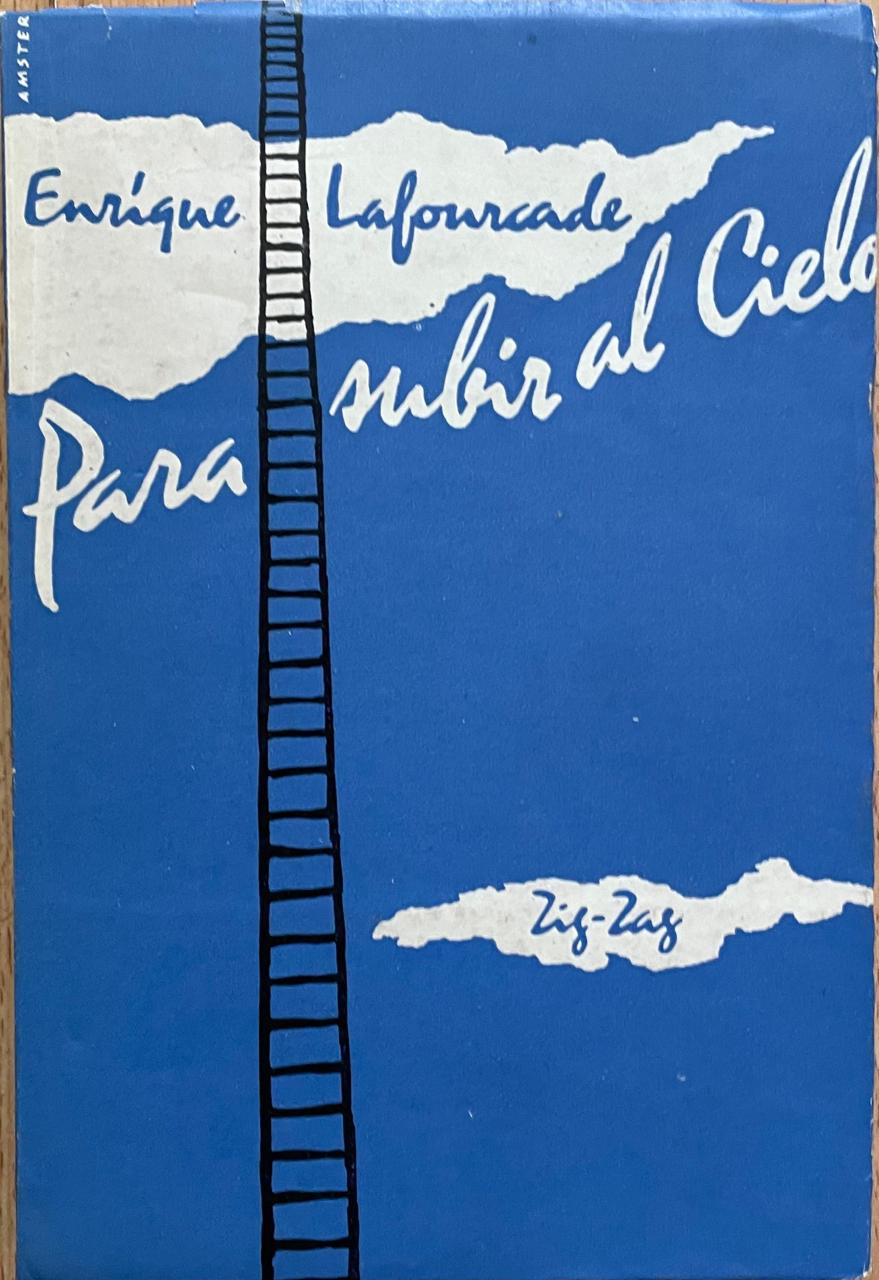 AMSTER
Enrique Lafourcade
Para subir al Cielo
Zig-Zag